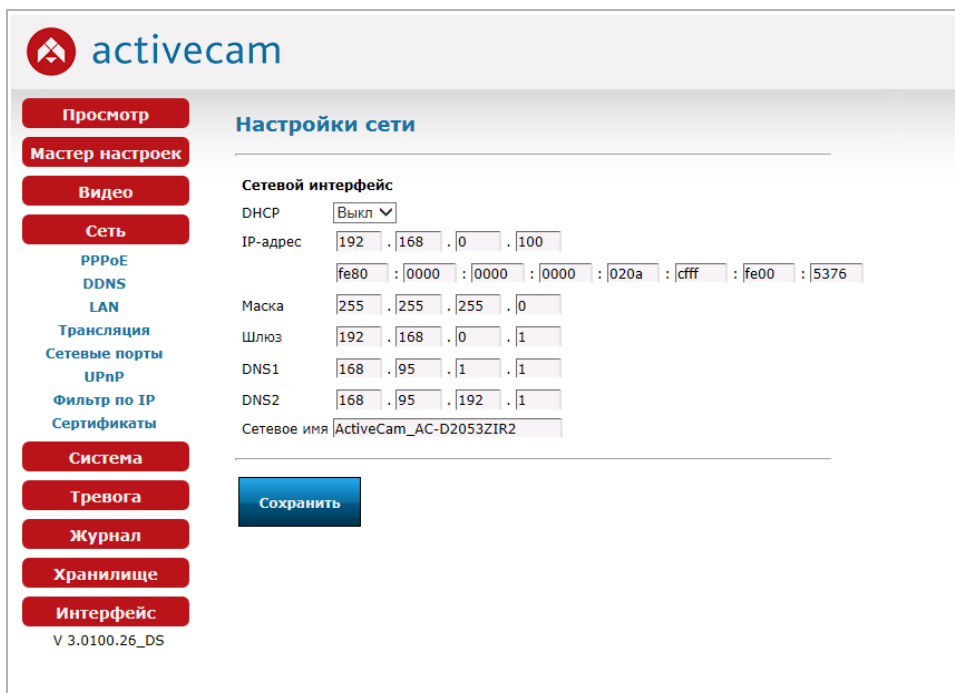 activecam
Просмотр
Мастер настроек
Видео
Сеть
PPPoE
DDNS
LAN
Трансляция
Сетевые порты
UPnP
Фильтр по IP
Сертификаты
Система
Тревога
Журнал
Хранилище
Интерфейс
V 3.0100.26_DS
Настройки сети
Сетевой интерфейс
DHCP Выкл
IP-адрес 192 . 168 . 0 . 100
fe80 : 0000 : 0000 : 0000 : 020a : cfff : fe00 : 5376
Маска 255 . 255 . 255 . 0
Шлюз 192 . 168 . 0 . 1
DNS1 168 . 95 . 1 . 1
DNS2 168 . 95 . 192 . 1
Сетевое имя ActiveCam_AC-D2053ZIR2
Сохранить